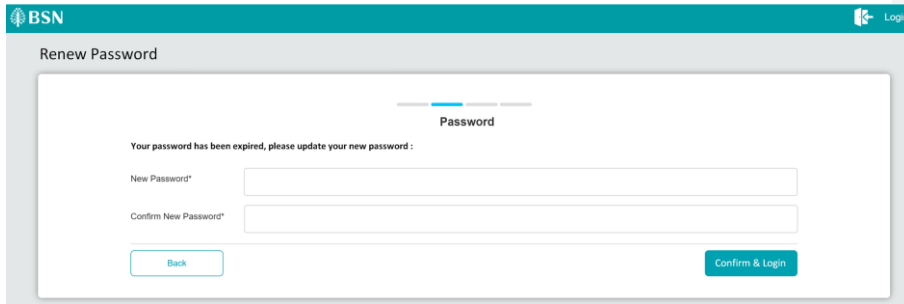 BSN
Logi
Renew Password
Password
Your password has been expired, please update your new password :
New Password*
Confirm New Password*
Back
Confirm & Login